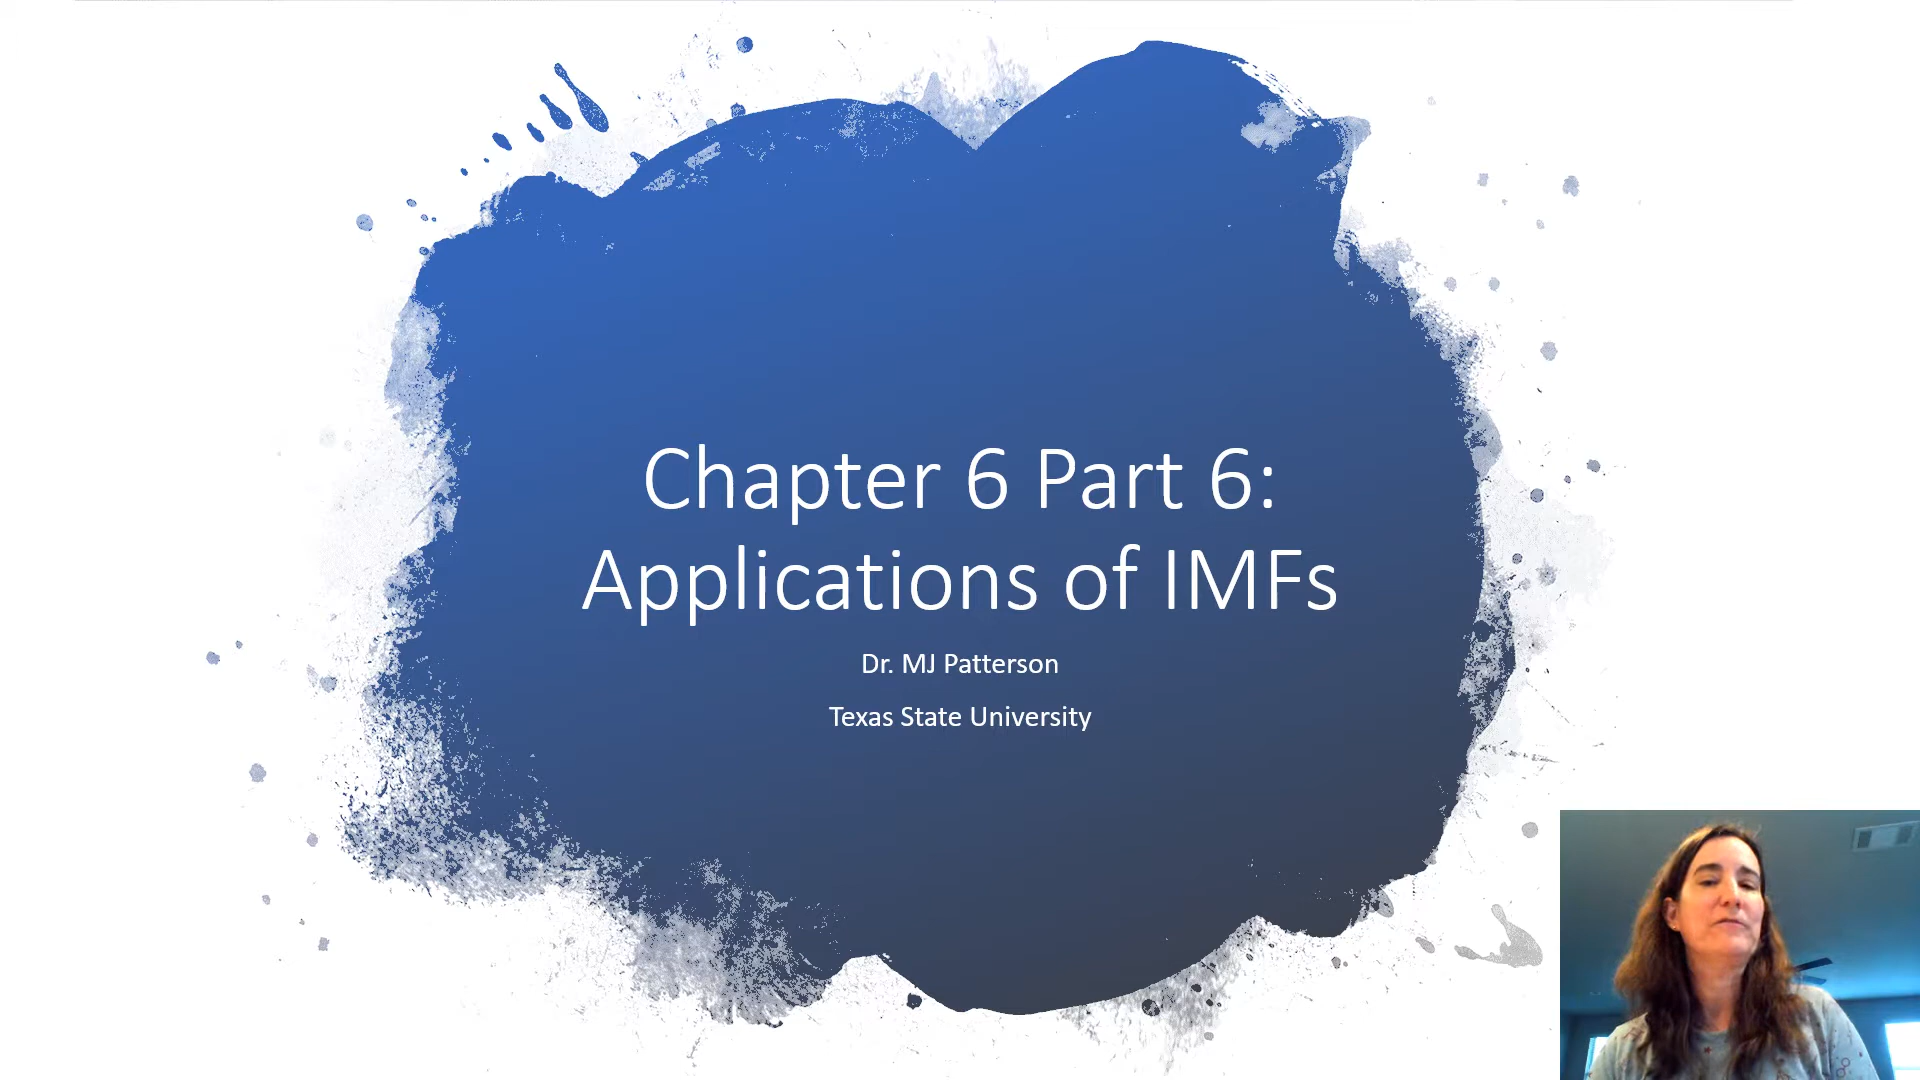 Chapter 6 Part 6:
Applications of IMFs
Dr. MJ Patterson
Texas State University